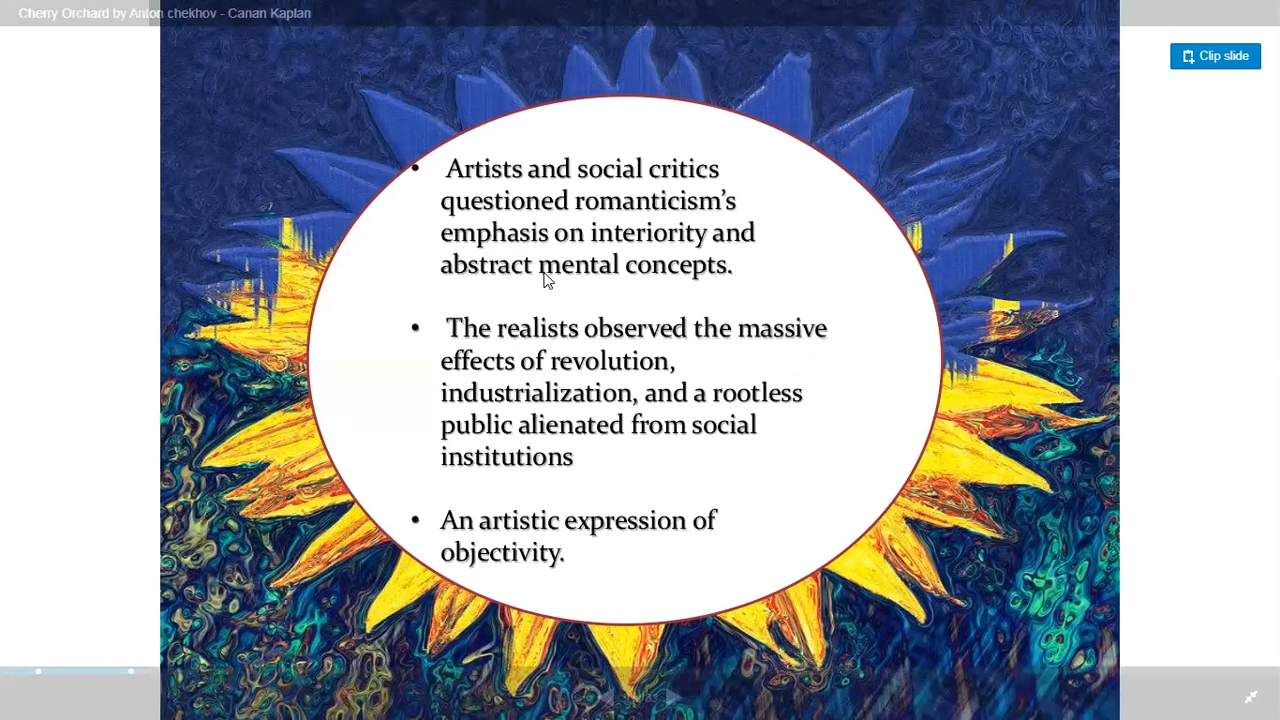 Cherry Orchard by Anton chekhov - Canan Kaplan
Clip slide
• Artists and social critics
questioned romanticism’s
emphasis on interiority and
abstract mental concepts.
• The realists observed the massive
effects of revolution,
industrialization, and a rootless
public alienated from social
institutions
• An artistic expression of
objectivity.